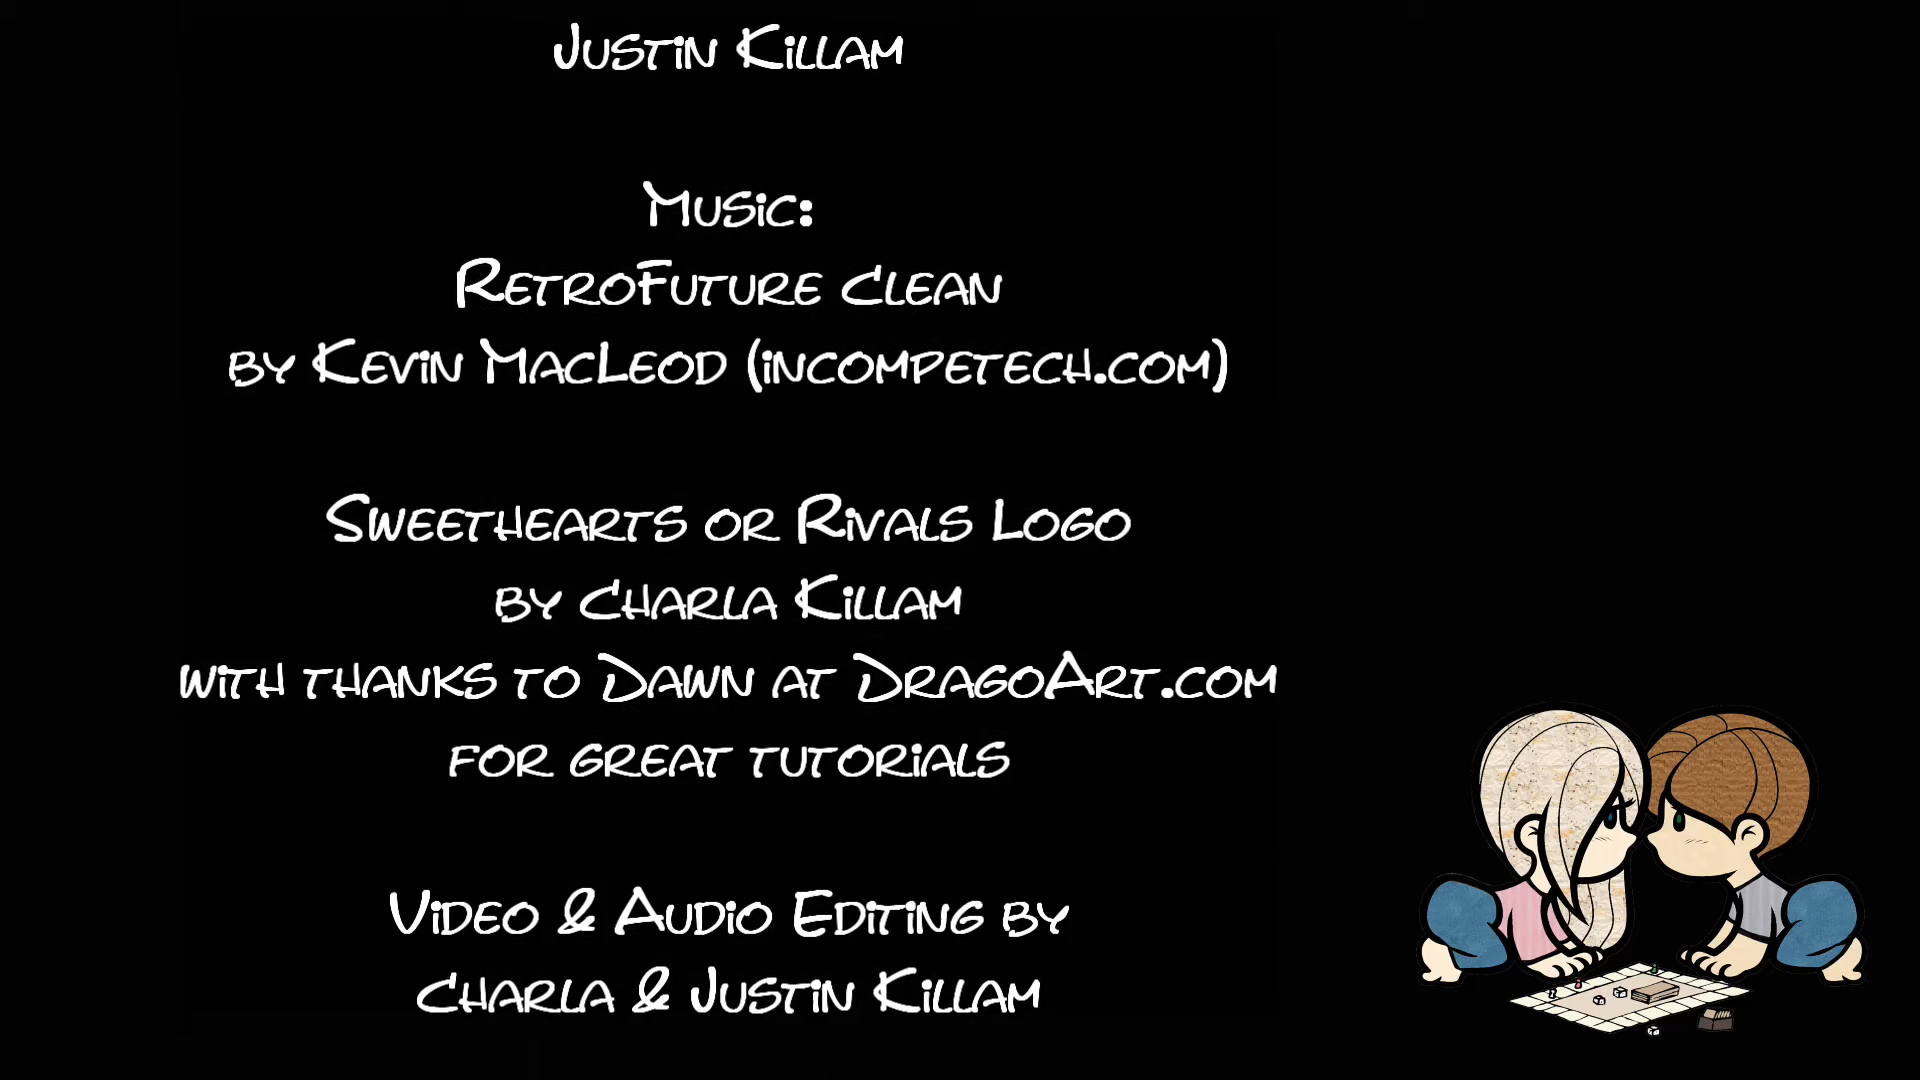 Justin Killam
Music:
RetroFuture Clean
by Kevin MacLeod (incompetech.com)
Sweethearts or Rivals Logo
by Charla Killam
with thanks to Dawn at DragoArt.com
for great tutorials
Video & Audio Editing by
Charla & Justin Killam